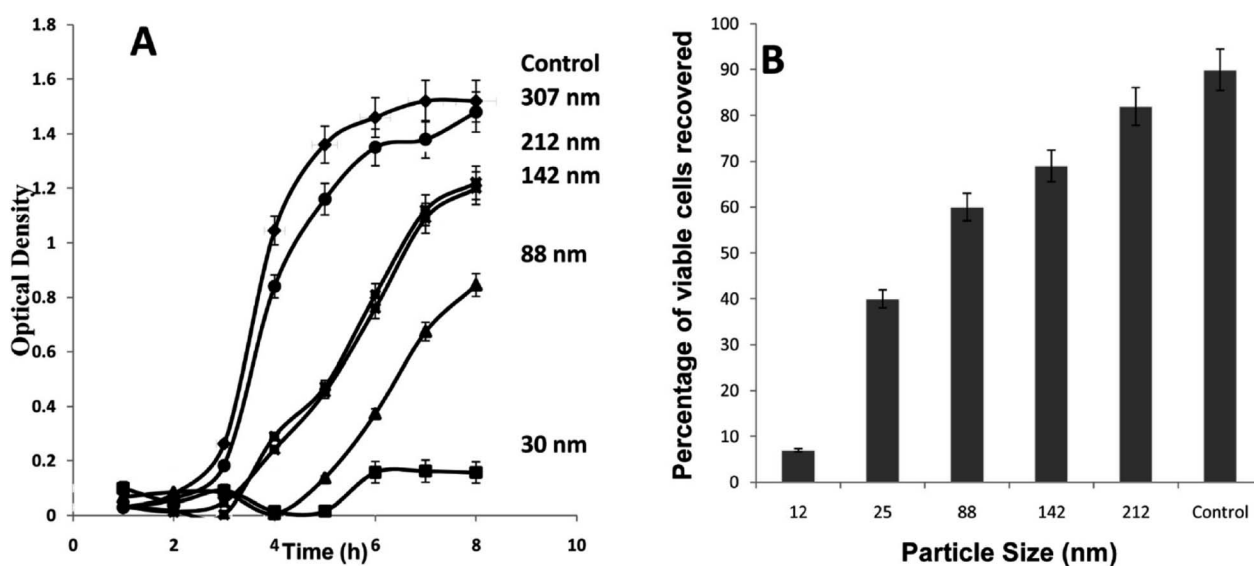 A
1.8
1.6
1.4
1.2
1
0.8
0.6
0.4
0.2
0
Optical Density
0 2 4 6 8 10
Time (h)
Control
307 nm
212 nm
142 nm
88 nm
30 nm
B
100
90
80
70
60
50
40
30
20
10
0
Percentage of viable cells recovered
12 25 88 142 212 Control
Particle Size (nm)